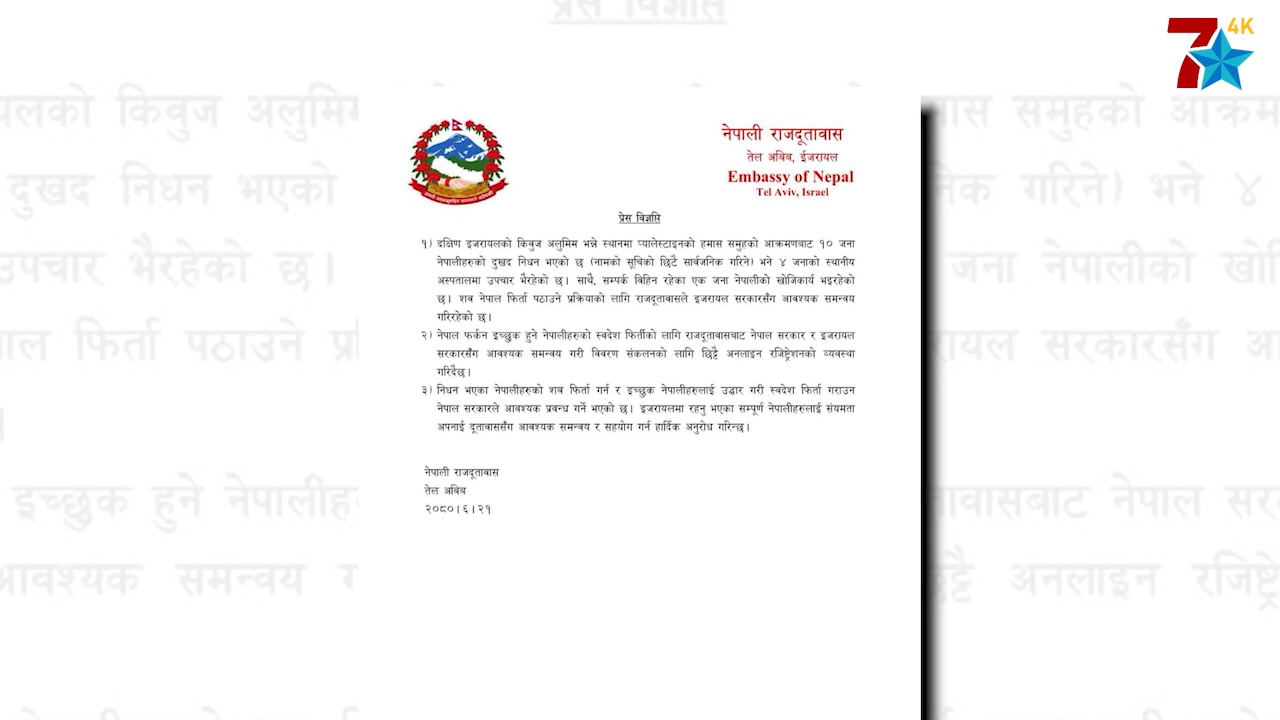 प्रेस विज्ञप्ति
7 4K
नेपाली राजदूतावास
तेल अविव, ईजरायल
Embassy of Nepal
Tel Aviv, Israel
प्रेस विज्ञप्ति
१) दक्षिण इजरायलको किवुज अलुमिम भन्ने स्थानमा प्यालेस्टाइनको हमास समुहको आक्रमणबाट १० जना
नेपालीहरुको दुखद निधन भएको छ (नामको सूचिको छिटै सार्वजनिक गरिने) भने ४ जनाको स्थानीय
अस्पतालमा उपचार भैरहेको छ। साथै, सम्पर्क विहिन रहेका एक जना नेपालीको खोजिकार्य भइरहेको
छ। शव नेपाल फिर्ता पठाउने प्रक्रियाको लागि राजदूतावासले इजरायल सरकारसँग आवश्यक समन्वय
गरिरहेको छ।
२) नेपाल फर्कन इच्छुक हुने नेपालीहरुको स्वदेश फिर्तीको लागि राजदूतावासबाट नेपाल सरकार र इजरायल
सरकारसँग आवश्यक समन्वय गरी विवरण संकलनको लागि छिट्टै अनलाइन रजिष्ट्रेशनको व्यवस्था
गरिदैछ।
३) निधन भएका नेपालीहरुको शव फिर्ता गर्न र इच्छुक नेपालीहरुलाई उद्धार गरी स्वदेश फिर्ता गराउन
नेपाल सरकारले आवश्यक प्रवन्ध गर्ने भएको छ। इजरायलमा रहनु भएका सम्पूर्ण नेपालीहरुलाई संयमता
अपनाई दूतावाससँग आवश्यक समन्वय र सहयोग गर्न हार्दिक अनुरोध गरिन्छ।
नेपाली राजदूतावास
तेल अविब
२०८०।६।२१